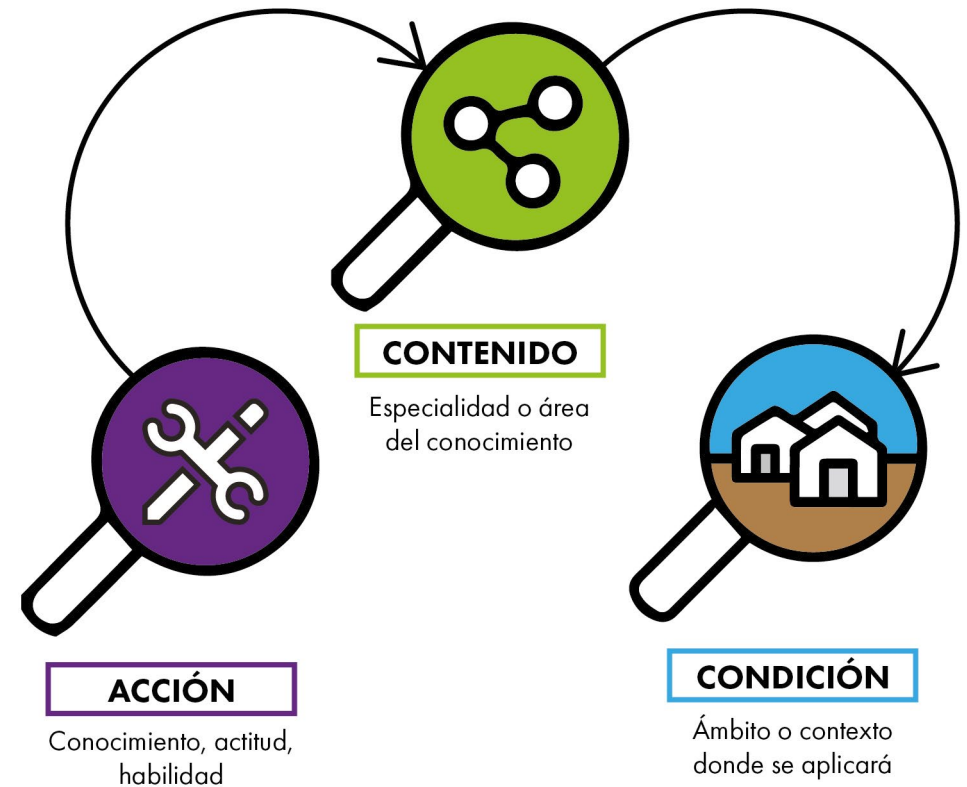 CONTENIDO
Especialidad o área
del conocimiento
ACCIÓN
Conocimiento, actitud,
habilidad
CONDICIÓN
Ámbito o contexto
donde se aplicará